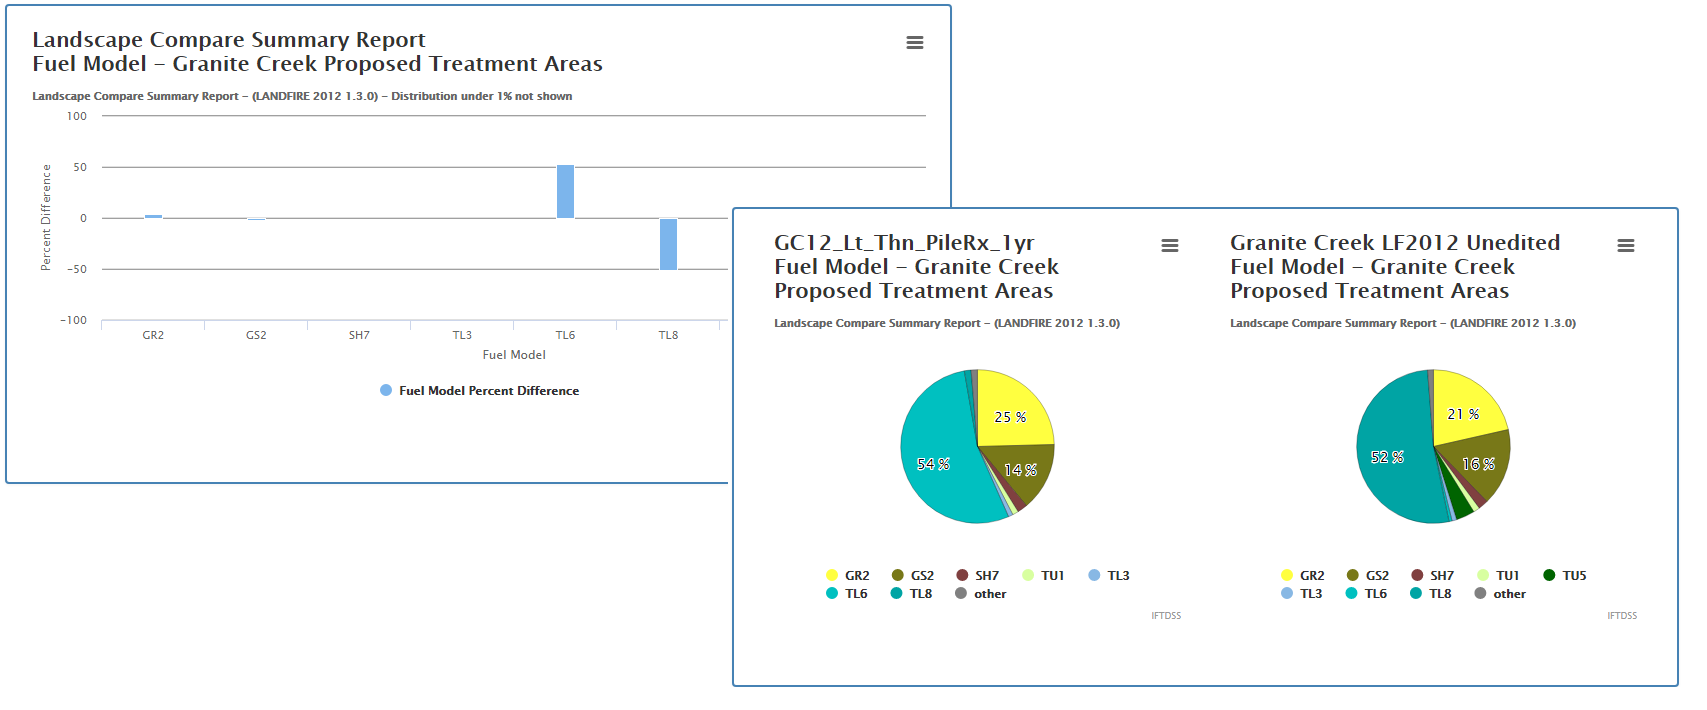 Landscape Compare Summary Report
Fuel Model - Granite Creek Proposed Treatment Areas
Landscape Compare Summary Report - (LANDFIRE 2012 1.3.0) - Distribution under 1% not shown
100
50
0
-50
-100
Percent Difference
GR2 GS2 SH7 TL3 TL6 TL8
Fuel Model
Fuel Model Percent Difference
GC12_Lt_Thn_PileRx_1yr
Fuel Model - Granite Creek
Proposed Treatment Areas
Landscape Compare Summary Report - (LANDFIRE 2012 1.3.0)
25 %
14 %
54 %
GR2 GS2 SH7 TU1 TL3
TL6 TL8 other
IFTDSS
Granite Creek LF2012 Unedited
Fuel Model - Granite Creek
Proposed Treatment Areas
Landscape Compare Summary Report - (LANDFIRE 2012 1.3.0)
21 %
16 %
52 %
GR2 GS2 SH7 TU1 TU5
TL3 TL6 TL8 other
IFTDSS